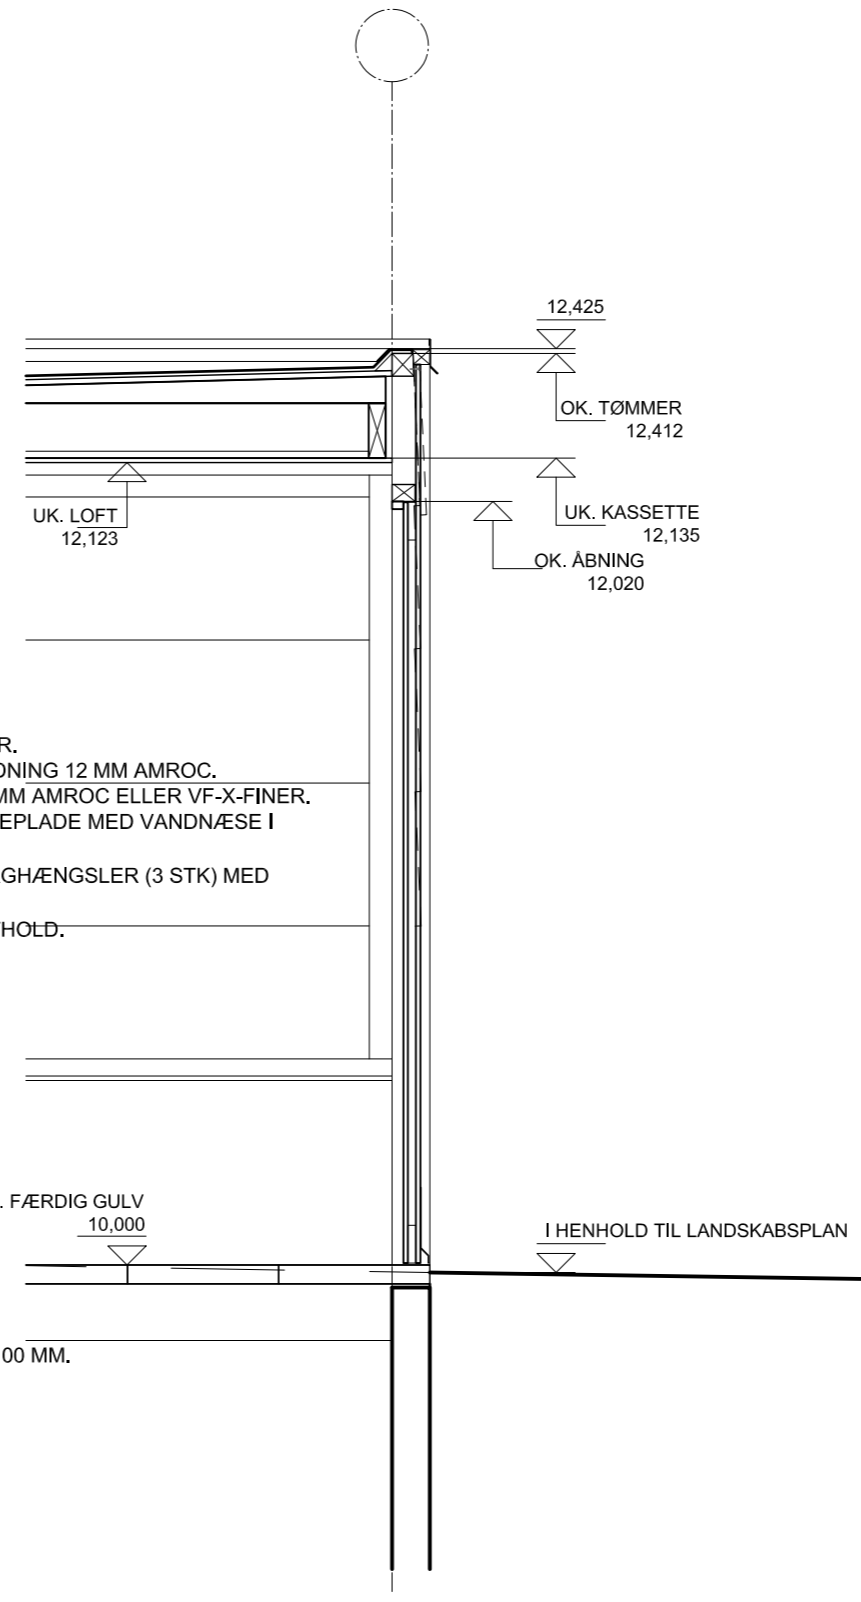 12,425
OK. TØMMER
12,412
UK. LOFT
12,123
UK. KASSETTE
12,135
OK. ÅBNING
12,020
R.
DNING 12 MM AMROC.
MM AMROC ELLER VF-X-FINER.
EPLADE MED VANDNÆSE I
GHÆNGSLER (3 STK) MED
HOLD.
. FÆRDIG GULV
10,000
I HENHOLD TIL LANDSKABSPLAN
00 MM.